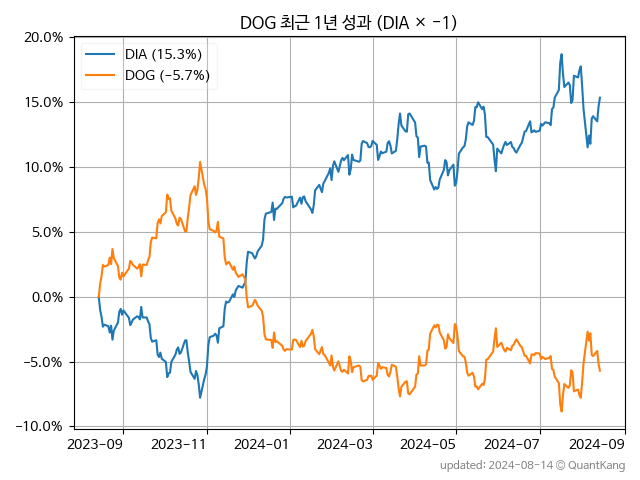 DOG 최근 1년 성과 (DIA × -1)
20.0%
DIA (15.3%)
DOG (-5.7%)
15.0%
10.0%
5.0%
0.0%
-5.0%
-10.0%
2023-09 2023-11 2024-01 2024-03 2024-05 2024-07 2024-09
updated: 2024-08-14 © QuantKang